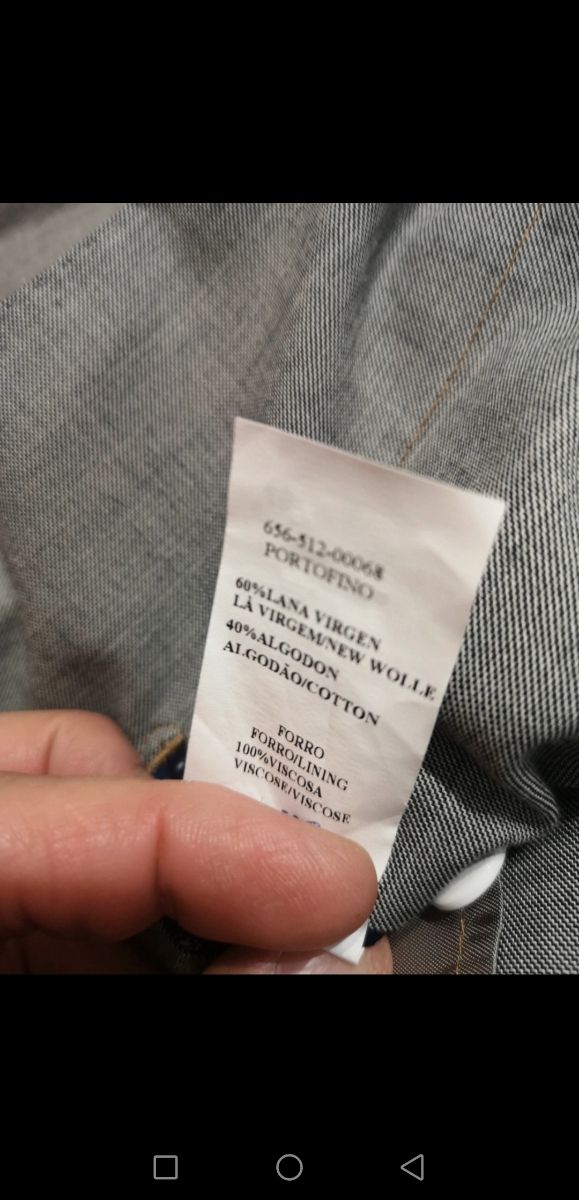 656-512-00068
PORTOFINO
60%LANA VIRGEN
LÀ VIRGEM/NEW WOLLE
40%ALGODON
ALGODÃO/COTTON
FORRO
FORRO/LINING
100%VISCOSA
VISCOSE/VISCOSE